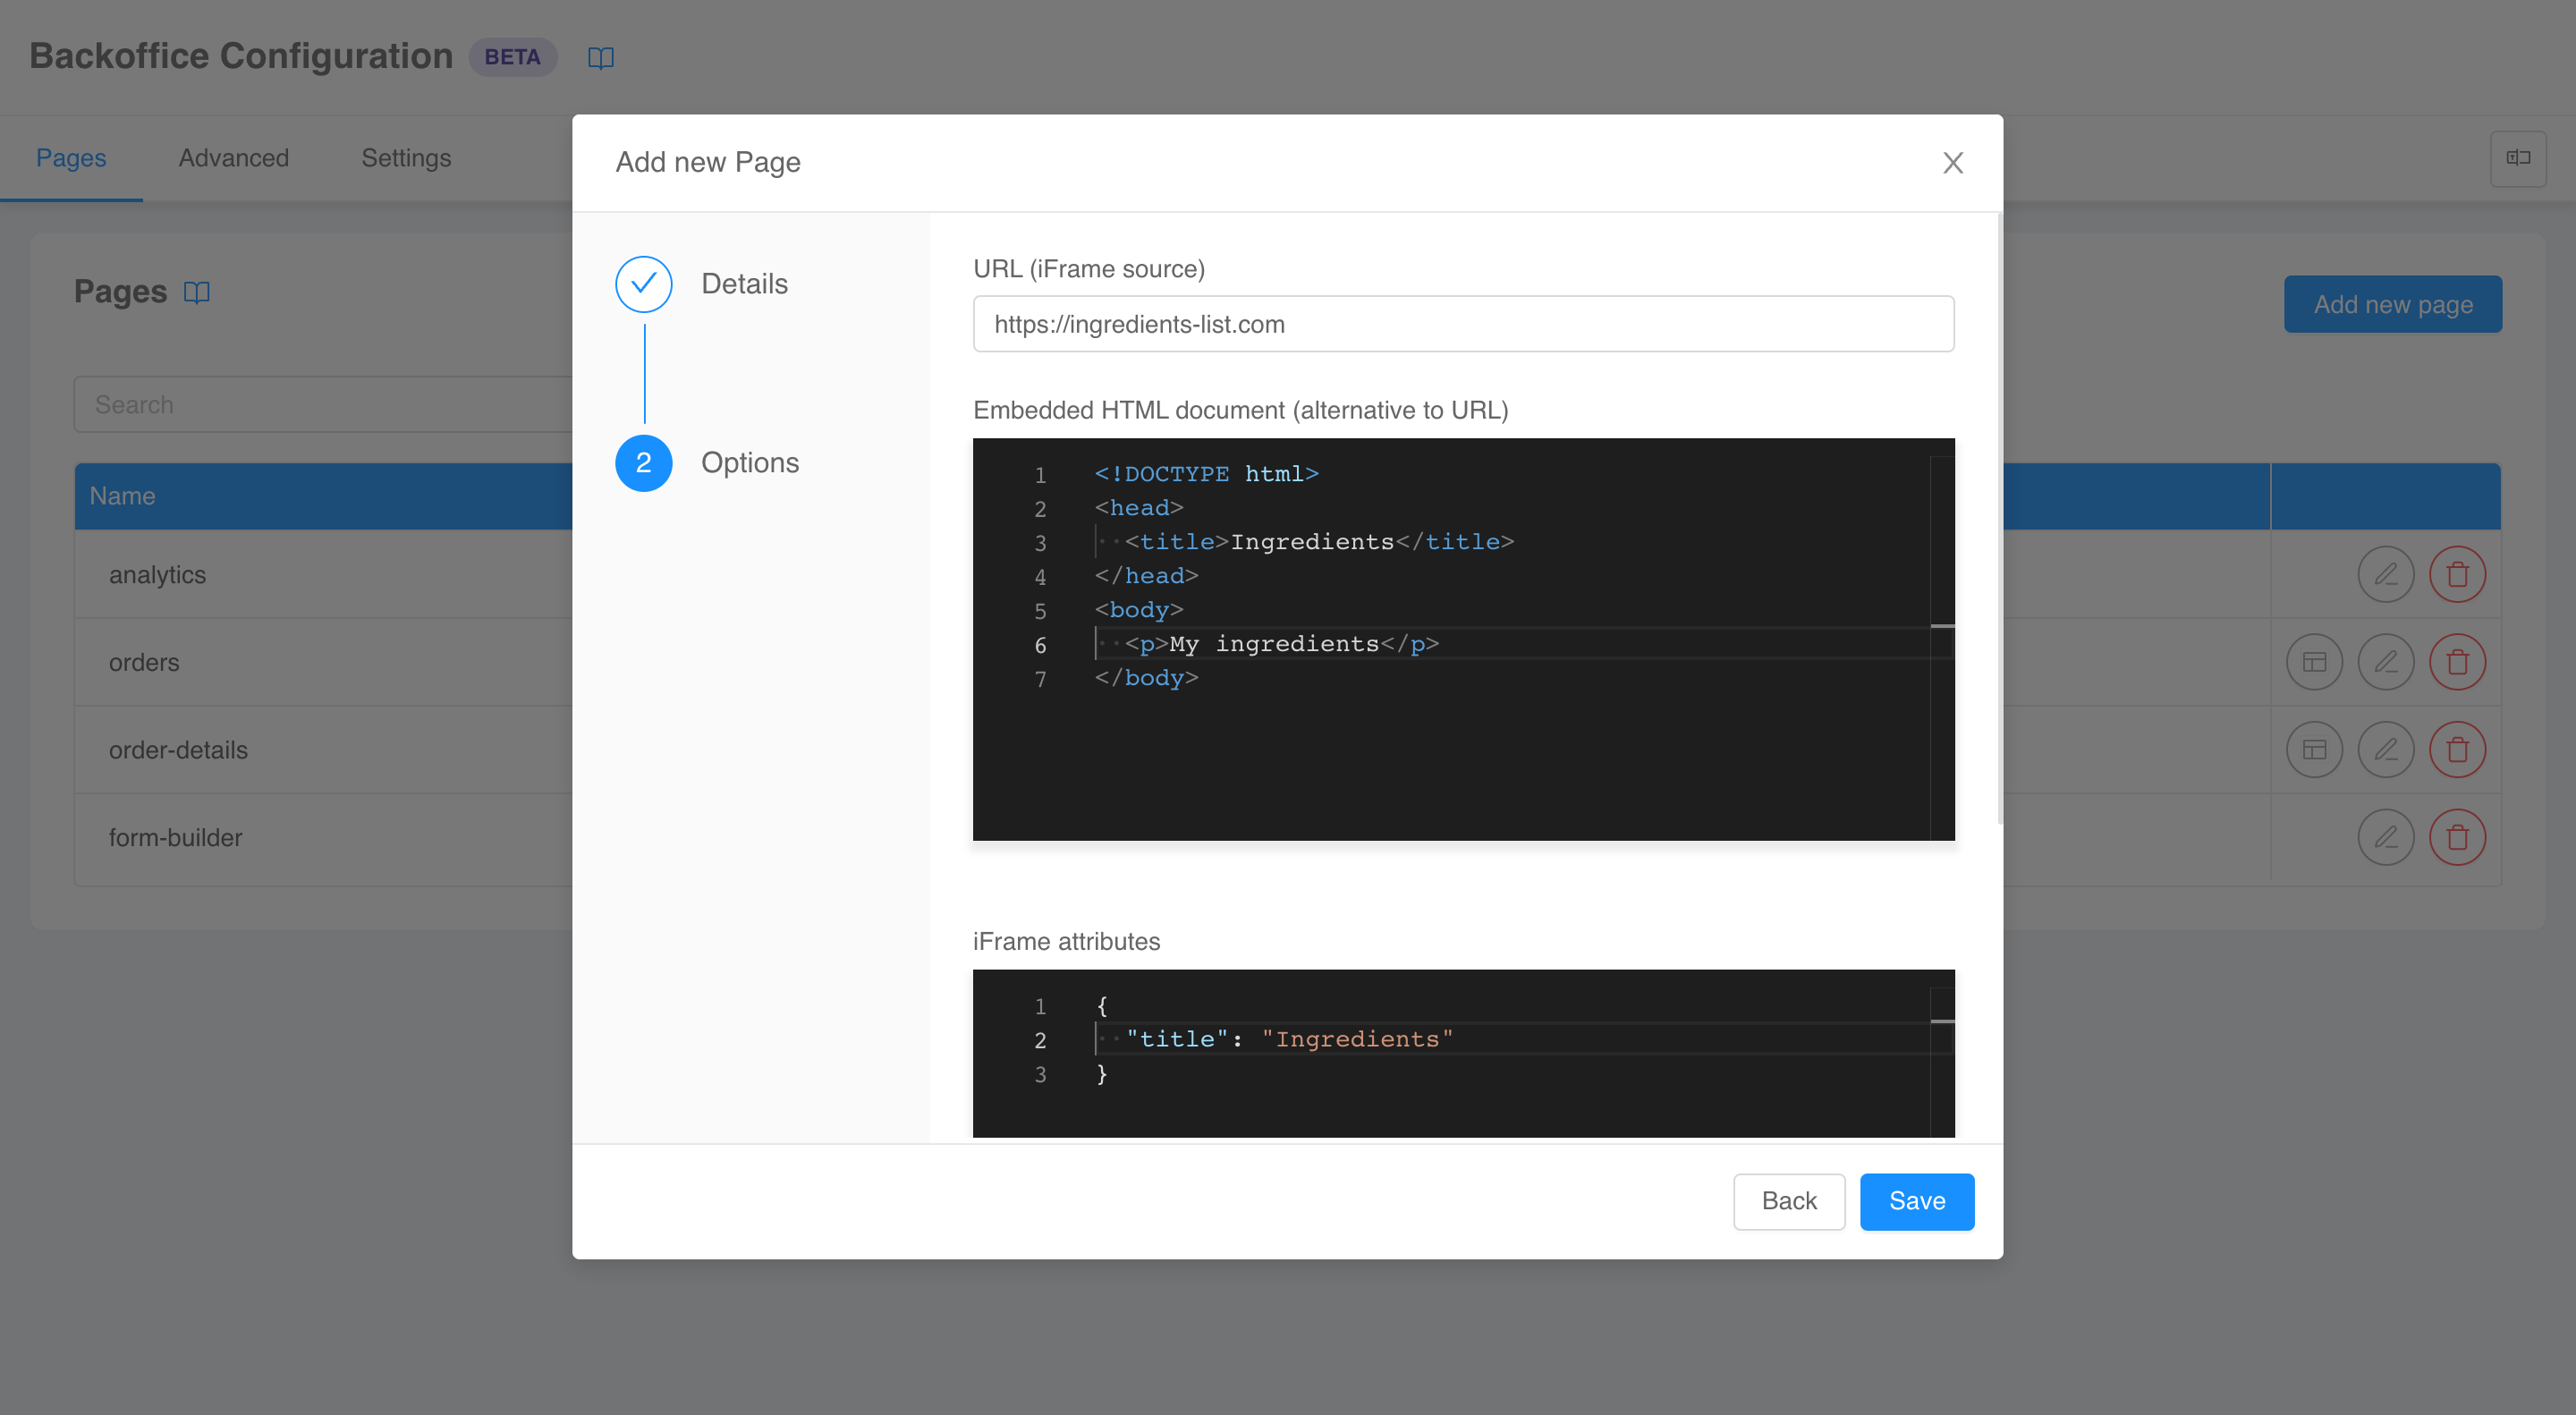 Backoffice Configuration BETA
Pages Advanced Settings
Pages
Add new page
Search
Name
analytics
orders
order-details
form-builder
Add new Page
Details
2 Options
URL (iFrame source)
https://ingredients-list.com
Embedded HTML document (alternative to URL)
1 <!DOCTYPE html>
2 <head>
3 <title>Ingredients</title>
4 </head>
5 <body>
6 <p>My ingredients</p>
7 </body>
iFrame attributes
1 {
2 "title": "Ingredients"
3 }
Back Save